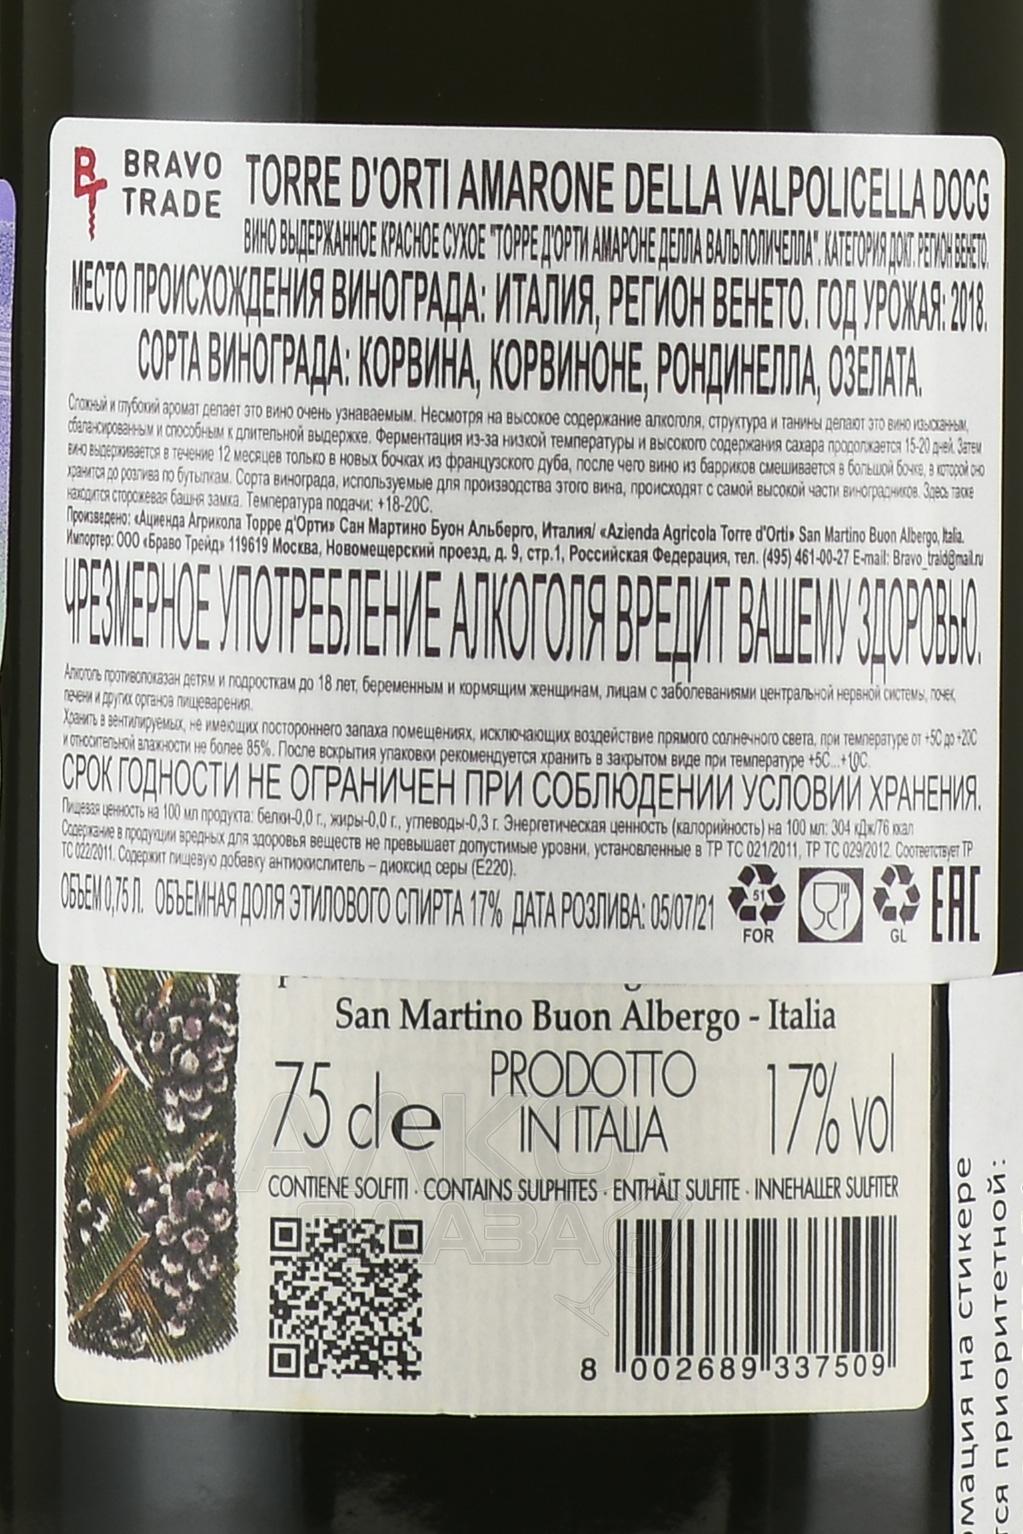 BRAVO
TRADE
TORRE D'ORTI AMARONE DELLA VALPOLICELLA DOCG
ВИНО ВЫДЕРЖАННОЕ КРАСНОЕ СУХОЕ "ТОРРЕ Д'ОРТИ АМАРОНЕ ДЕЛЛА ВАЛЬПОЛИЧЕЛЛА". КАТЕГОРИЯ ДОКГ. РЕГИОН ВЕНЕТО.
МЕСТО ПРОИСХОЖДЕНИЯ ВИНОГРАДА: ИТАЛИЯ, РЕГИОН ВЕНЕТО. ГОД УРОЖАЯ: 2018.
СОРТА ВИНОГРАДА: КОРВИНА, КОРВИНОНЕ, РОНДИНЕЛЛА, ОЗЕЛАТА.
Сложный и глубокий аромат делает это вино очень узнаваемым. Несмотря на высокое содержание алкоголя, структура и танины делают это вино изысканным,
сбалансированным и способным к длительной выдержке. Ферментация из-за низкой температуры и высокого содержания сахара продолжается 15-20 дней. Затем
вино выдерживается в течение 12 месяцев только в новых бочках из французского дуба, после чего вино из барриков смешивается в большой бочке, в которой оно
хранится до розлива по бутылкам. Сорта винограда, используемые для производства этого вина, происходят с самой высокой части виноградников. Здесь также
находится сторожевая башня замка. Температура подачи: +18-20С.
Произведено: «Ациенда Агрикола Торре д'Орти» Сан Мартино Буон Альберго, Италия/ «Azienda Agricola Torre d'Orti» San Martino Buon Albergo, Italia.
Импортер: ООО «Браво Трейд» 119619 Москва, Новомещерский проезд, д. 9, стр.1, Российская Федерация, тел. (495) 461-00-27 E-mail: Bravo_traid@mail.ru
ЧРЕЗМЕРНОЕ УПОТРЕБЛЕНИЕ АЛКОГОЛЯ ВРЕДИТ ВАШЕМУ ЗДОРОВЬЮ.
Алкоголь противопоказан детям и подросткам до 18 лет, беременным и кормящим женщинам, лицам с заболеваниями центральной нервной системы, почек,
печени и других органов пищеварения.
Хранить в вентилируемых, не имеющих постороннего запаха помещениях, исключающих воздействие прямого солнечного света, при температуре от +5С до +20С
и относительной влажности не более 85%. После вскрытия упаковки рекомендуется хранить в закрытом виде при температуре +5С...+10С.
СРОК ГОДНОСТИ НЕ ОГРАНИЧЕН ПРИ СОБЛЮДЕНИИ УСЛОВИЙ ХРАНЕНИЯ.
Пищевая ценность на 100 мл продукта: белки-0,0 г., жиры-0,0 г., углеводы-0,3 г. Энергетическая ценность (калорийность) на 100 мл: 304 кДж/76 ккал
Содержание в продукции вредных для здоровья веществ не превышает допустимые уровни, установленные в ТР ТС 021/2011, ТР ТС 029/2012. Соответствует ТР
ТС 022/2011. Содержит пищевую добавку антиокислитель – диоксид серы (Е220).
ОБЪЕМ 0,75 Л. ОБЪЕМНАЯ ДОЛЯ ЭТИЛОВОГО СПИРТА 17% ДАТА РОЗЛИВА: 05/07/21
51
FOR
GL
EAC
San Martino Buon Albergo - Italia
75 cl e
PRODOTTO
IN ITALIA
17% vol
CONTIENE SOLFITI · CONTAINS SULPHITES · ENTHÄLT SULFITE · INNEHALLER SULFITER
8 002689 337509
АЛКО
ПЛАЗА
мация на стикере
тся приоритетной: